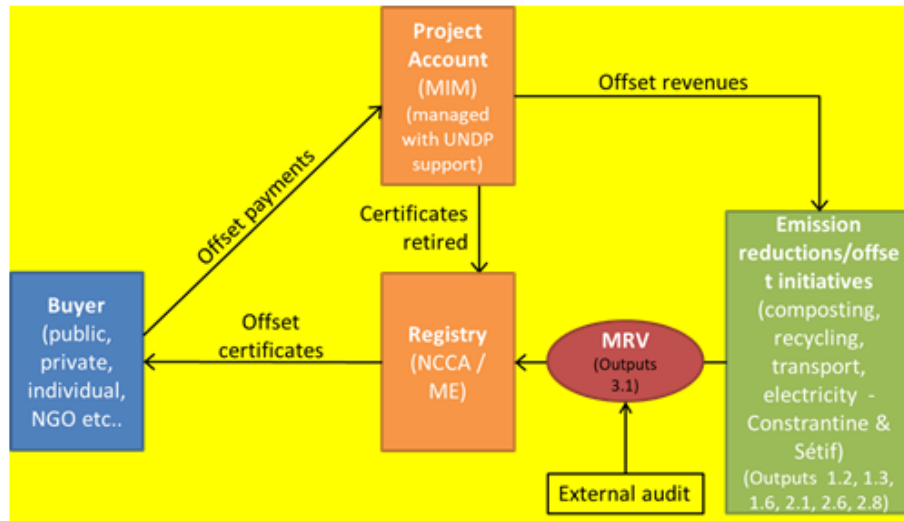 Project
Account
(MIM)
(managed
with UNDP
support)
Offset revenues
Offset payments
Certificates
retired
Emission
reductions/offse
t initiatives
(composting,
recycling,
transport,
electricity -
Constrantine &
Sétif)
(Outputs 1.2, 1.3,
1.6, 2.1, 2.6, 2.8)
Buyer
(public,
private,
individual,
NGO etc..
Offset
certificates
Registry
(NCCA /
ME)
MRV
(Outputs
3.1)
External audit